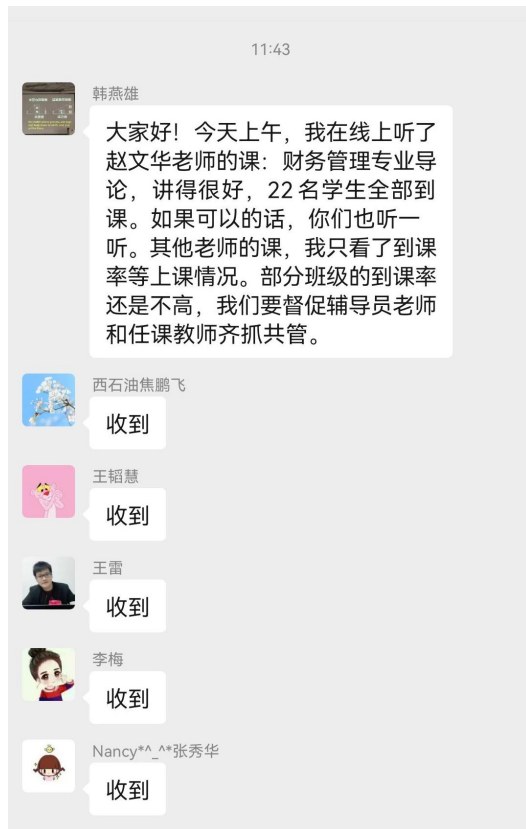 11:43
韩燕雄
大家好！今天上午，我在线上听了
赵文华老师的课：财务管理专业导
论，讲得很好，22 名学生全部到
课。如果可以的话，你们也听一
听。其他老师的课，我只看了到课
率等上课情况。部分班级的到课率
还是不高，我们要督促辅导员老师
和任课教师齐抓共管。
西石油焦鹏飞
收到
王韬慧
收到
王雷
收到
李梅
收到
Nancy*^_^*张秀华
收到